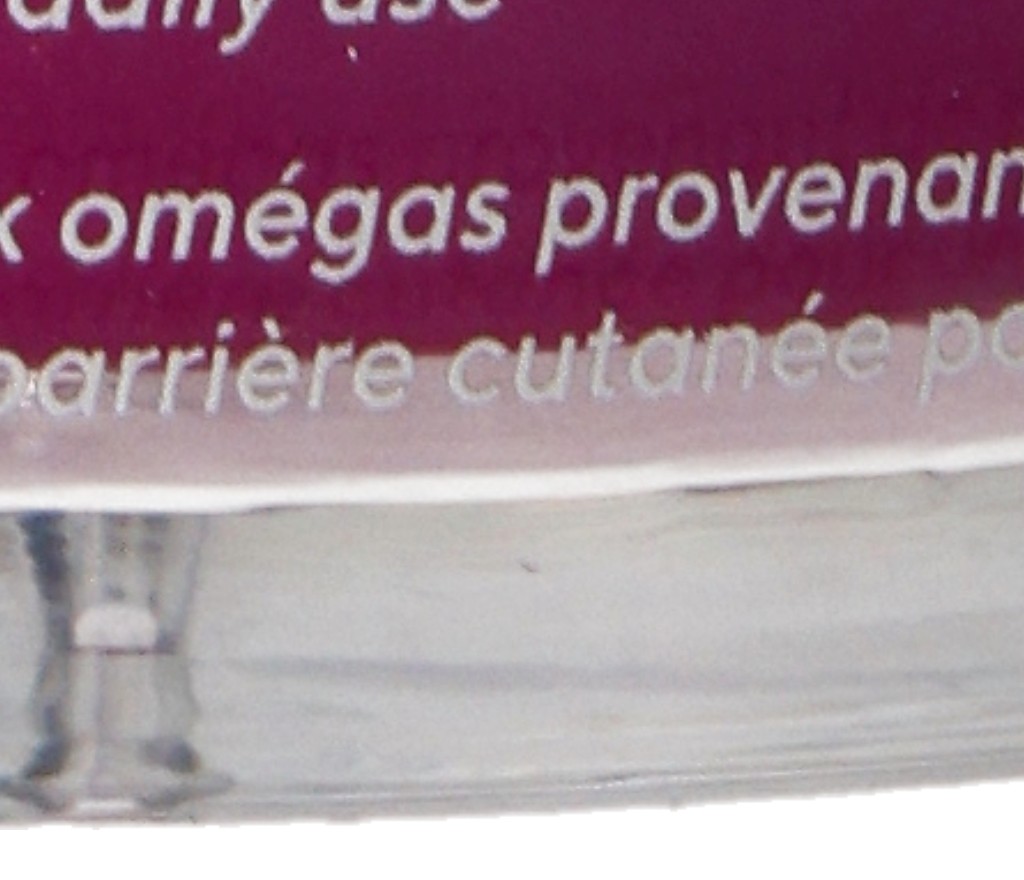 daily use
x omégas provenan
barrière cutanée po